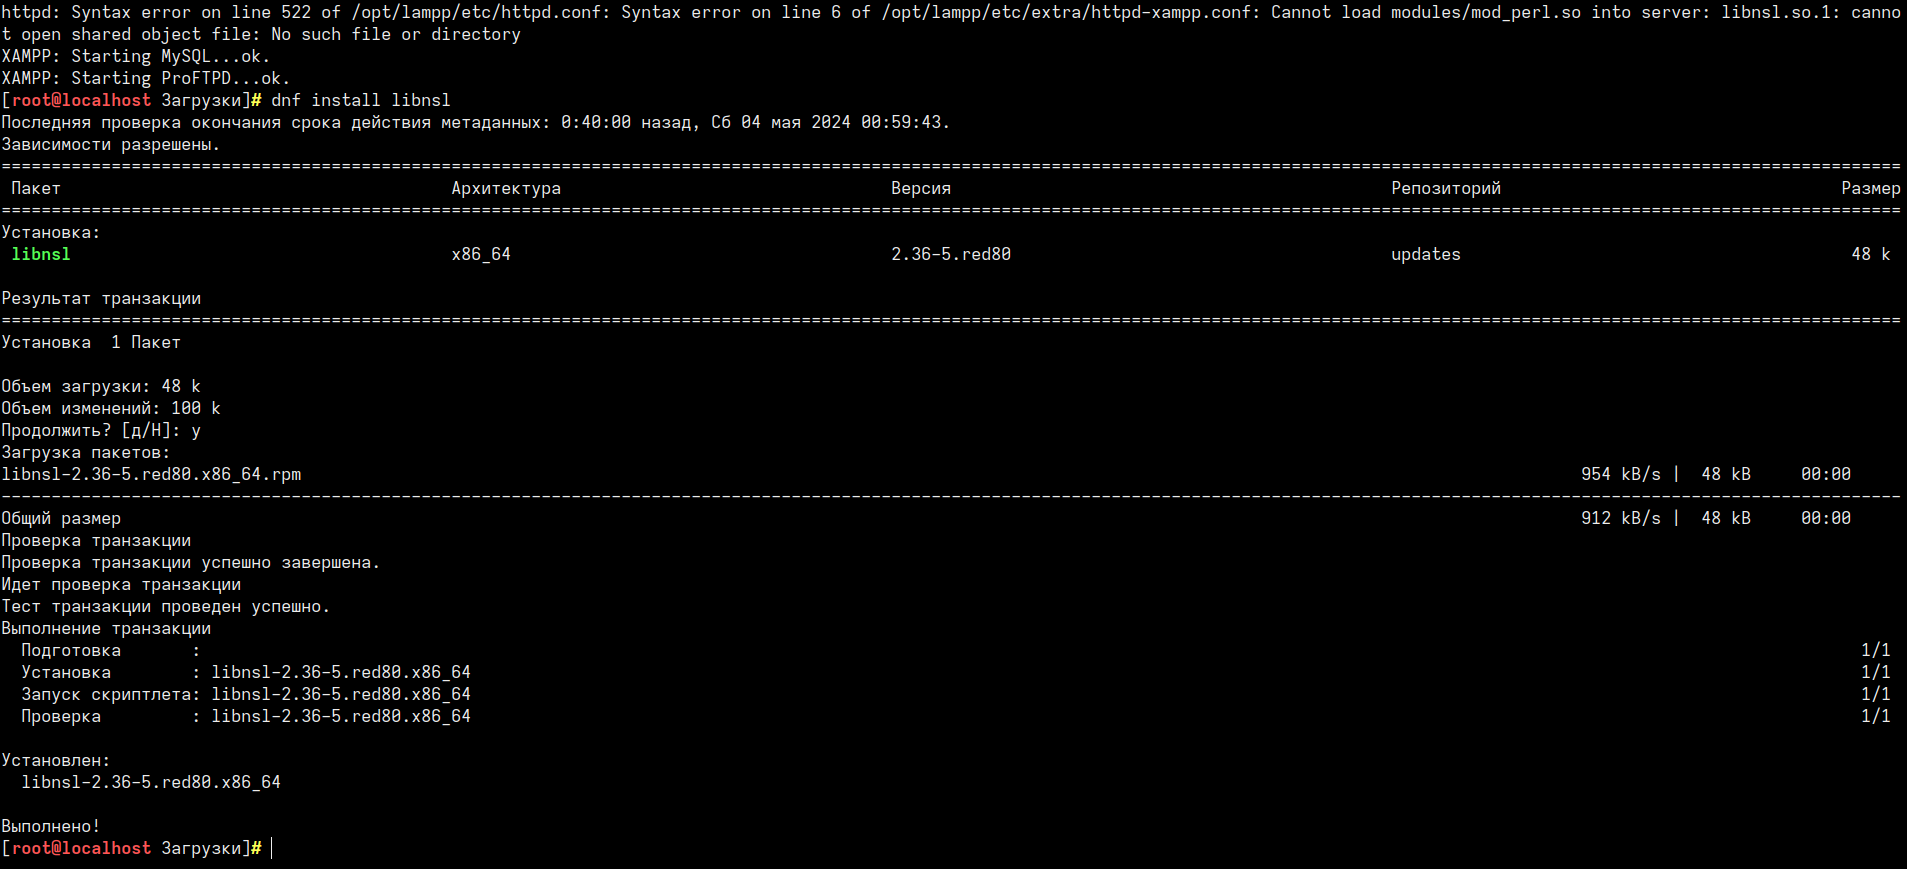 httpd: Syntax error on line 522 of /opt/lampp/etc/httpd.conf: Syntax error on line 6 of /opt/lampp/etc/extra/httpd-xampp.conf: Cannot load modules/mod_perl.so into server: libnsl.so.1: canno
t open shared object file: No such file or directory
XAMPP: Starting MySQL...ok.
XAMPP: Starting ProFTPD...ok.
[root@localhost Загрузки]# dnf install libnsl
Последняя проверка окончания срока действия метаданных: 0:40:00 назад, Сб 04 мая 2024 00:59:43.
Зависимости разрешены.
Пакет Архитектура Версия Репозиторий Размер
Установка:
libnsl x86_64 2.36-5.red80 updates 48 k
Результат транзакции
Установка 1 Пакет
Объем загрузки: 48 k
Объем изменений: 100 k
Продолжить? [д/Н]: y
Загрузка пакетов:
libnsl-2.36-5.red80.x86_64.rpm 954 kB/s | 48 kB 00:00
Общий размер 912 kB/s | 48 kB 00:00
Проверка транзакции
Проверка транзакции успешно завершена.
Идет проверка транзакции
Тест транзакции проведен успешно.
Выполнение транзакции
Подготовка : 1/1
Установка : libnsl-2.36-5.red80.x86_64 1/1
Запуск скриптлета: libnsl-2.36-5.red80.x86_64 1/1
Проверка : libnsl-2.36-5.red80.x86_64 1/1
Установлен:
libnsl-2.36-5.red80.x86_64
Выполнено!
[root@localhost Загрузки]#